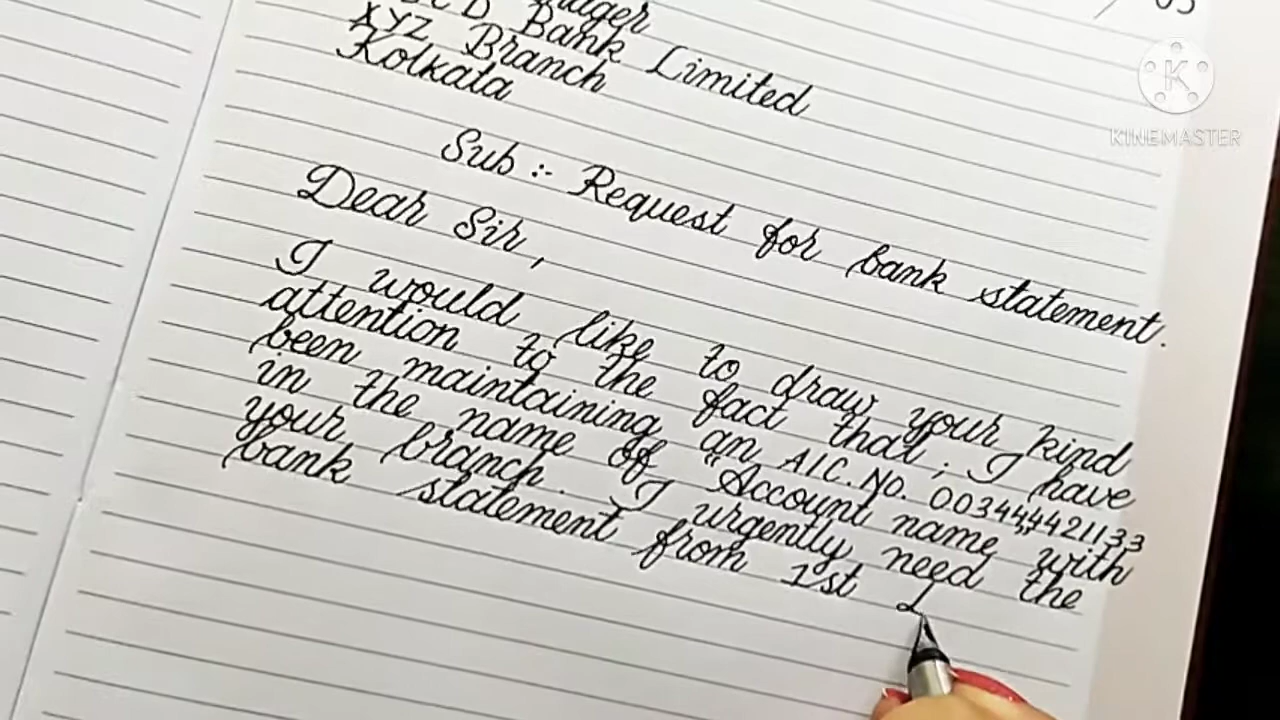 05
Bank Limited
XYZ Branch
Kolkata
Sub :- Request for bank statement.
Dear Sir,
I would like to draw your kind
attention to the fact that, I have
been maintaining an A/C. No. 00344421133
in the name of "Account name" with
your branch. I urgently need the
bank statement from 1st
K
KINEMASTER